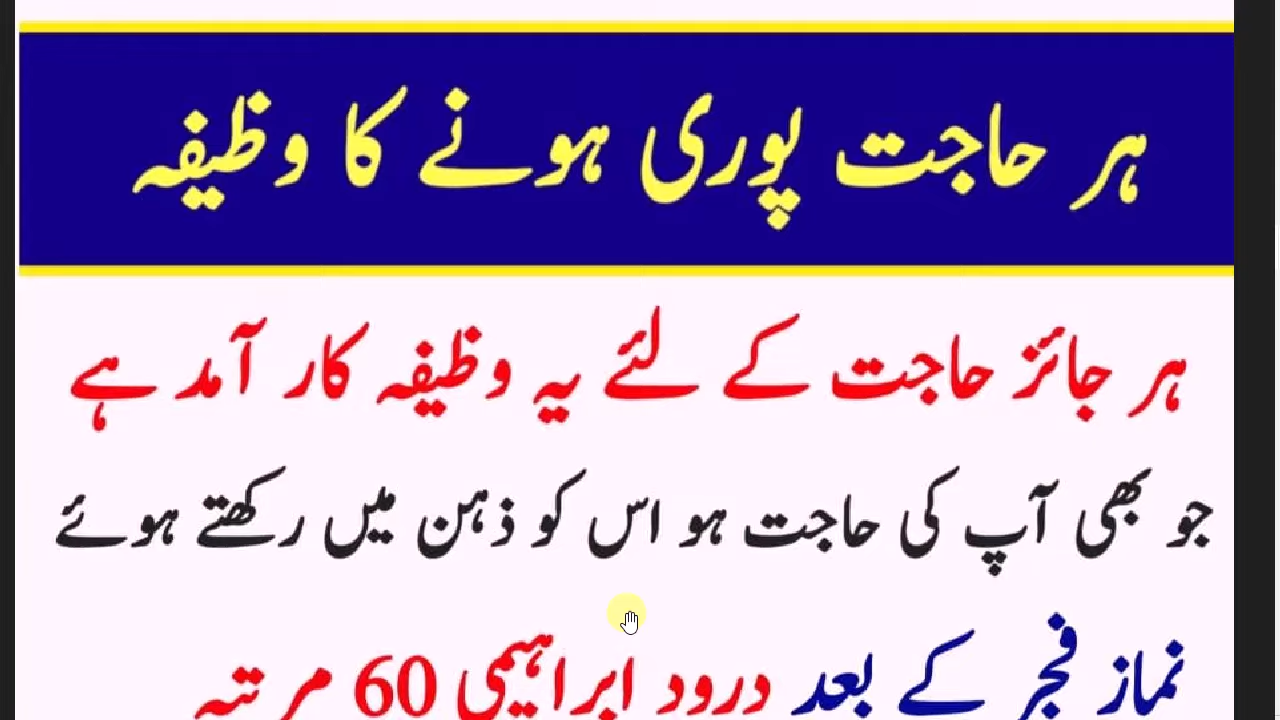 ہر حاجت پوری ہونے کا وظیفہ
ہر جائز حاجت کے لئے یہ وظیفہ کار آمد ہے
جو بھی آپ کی حاجت ہو اس کو ذہن میں رکھتے ہوئے
نماز فجر کے بعد درود ابراہیمی 60 مرتبہ